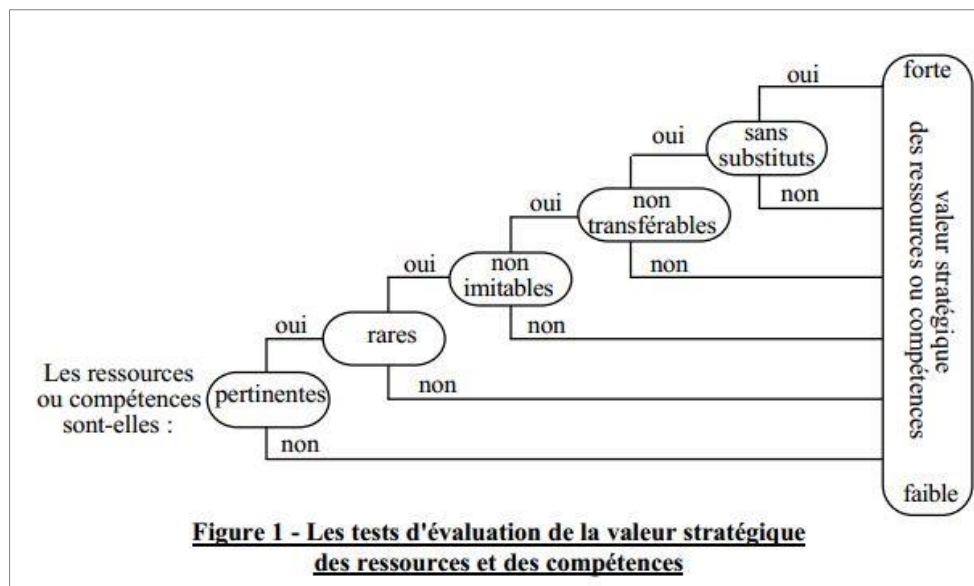 Les ressources
ou compétences
sont-elles :
pertinentes
oui
non
rares
oui
non
non
imitables
oui
non
non
transférables
oui
non
sans
substituts
oui
non
forte
valeur stratégique
des ressources ou compétences
faible
Figure 1 - Les tests d'évaluation de la valeur stratégique
des ressources et des compétences